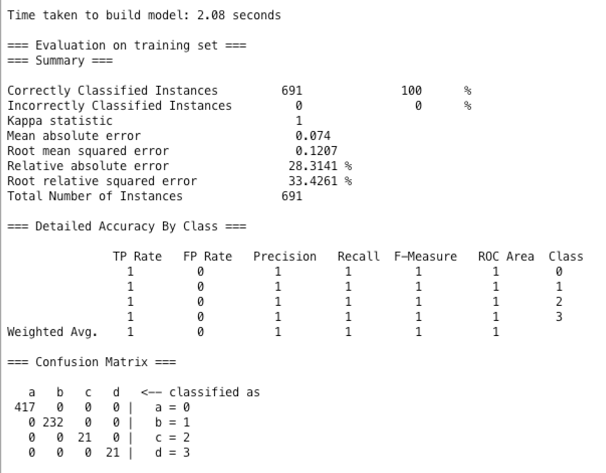 Time taken to build model: 2.08 seconds
=== Evaluation on training set ===
=== Summary ===
Correctly Classified Instances 691 100 %
Incorrectly Classified Instances 0 0 %
Kappa statistic 1
Mean absolute error 0.074
Root mean squared error 0.1207
Relative absolute error 28.3141 %
Root relative squared error 33.4261 %
Total Number of Instances 691
=== Detailed Accuracy By Class ===
TP Rate FP Rate Precision Recall F-Measure ROC Area Class
1 0 1 1 1 1 0
1 0 1 1 1 1 1
1 0 1 1 1 1 2
1 0 1 1 1 1 3
Weighted Avg. 1 0 1 1 1 1
=== Confusion Matrix ===
a b c d <-- classified as
417 0 0 0 | a = 0
0 232 0 0 | b = 1
0 0 21 0 | c = 2
0 0 0 21 | d = 3